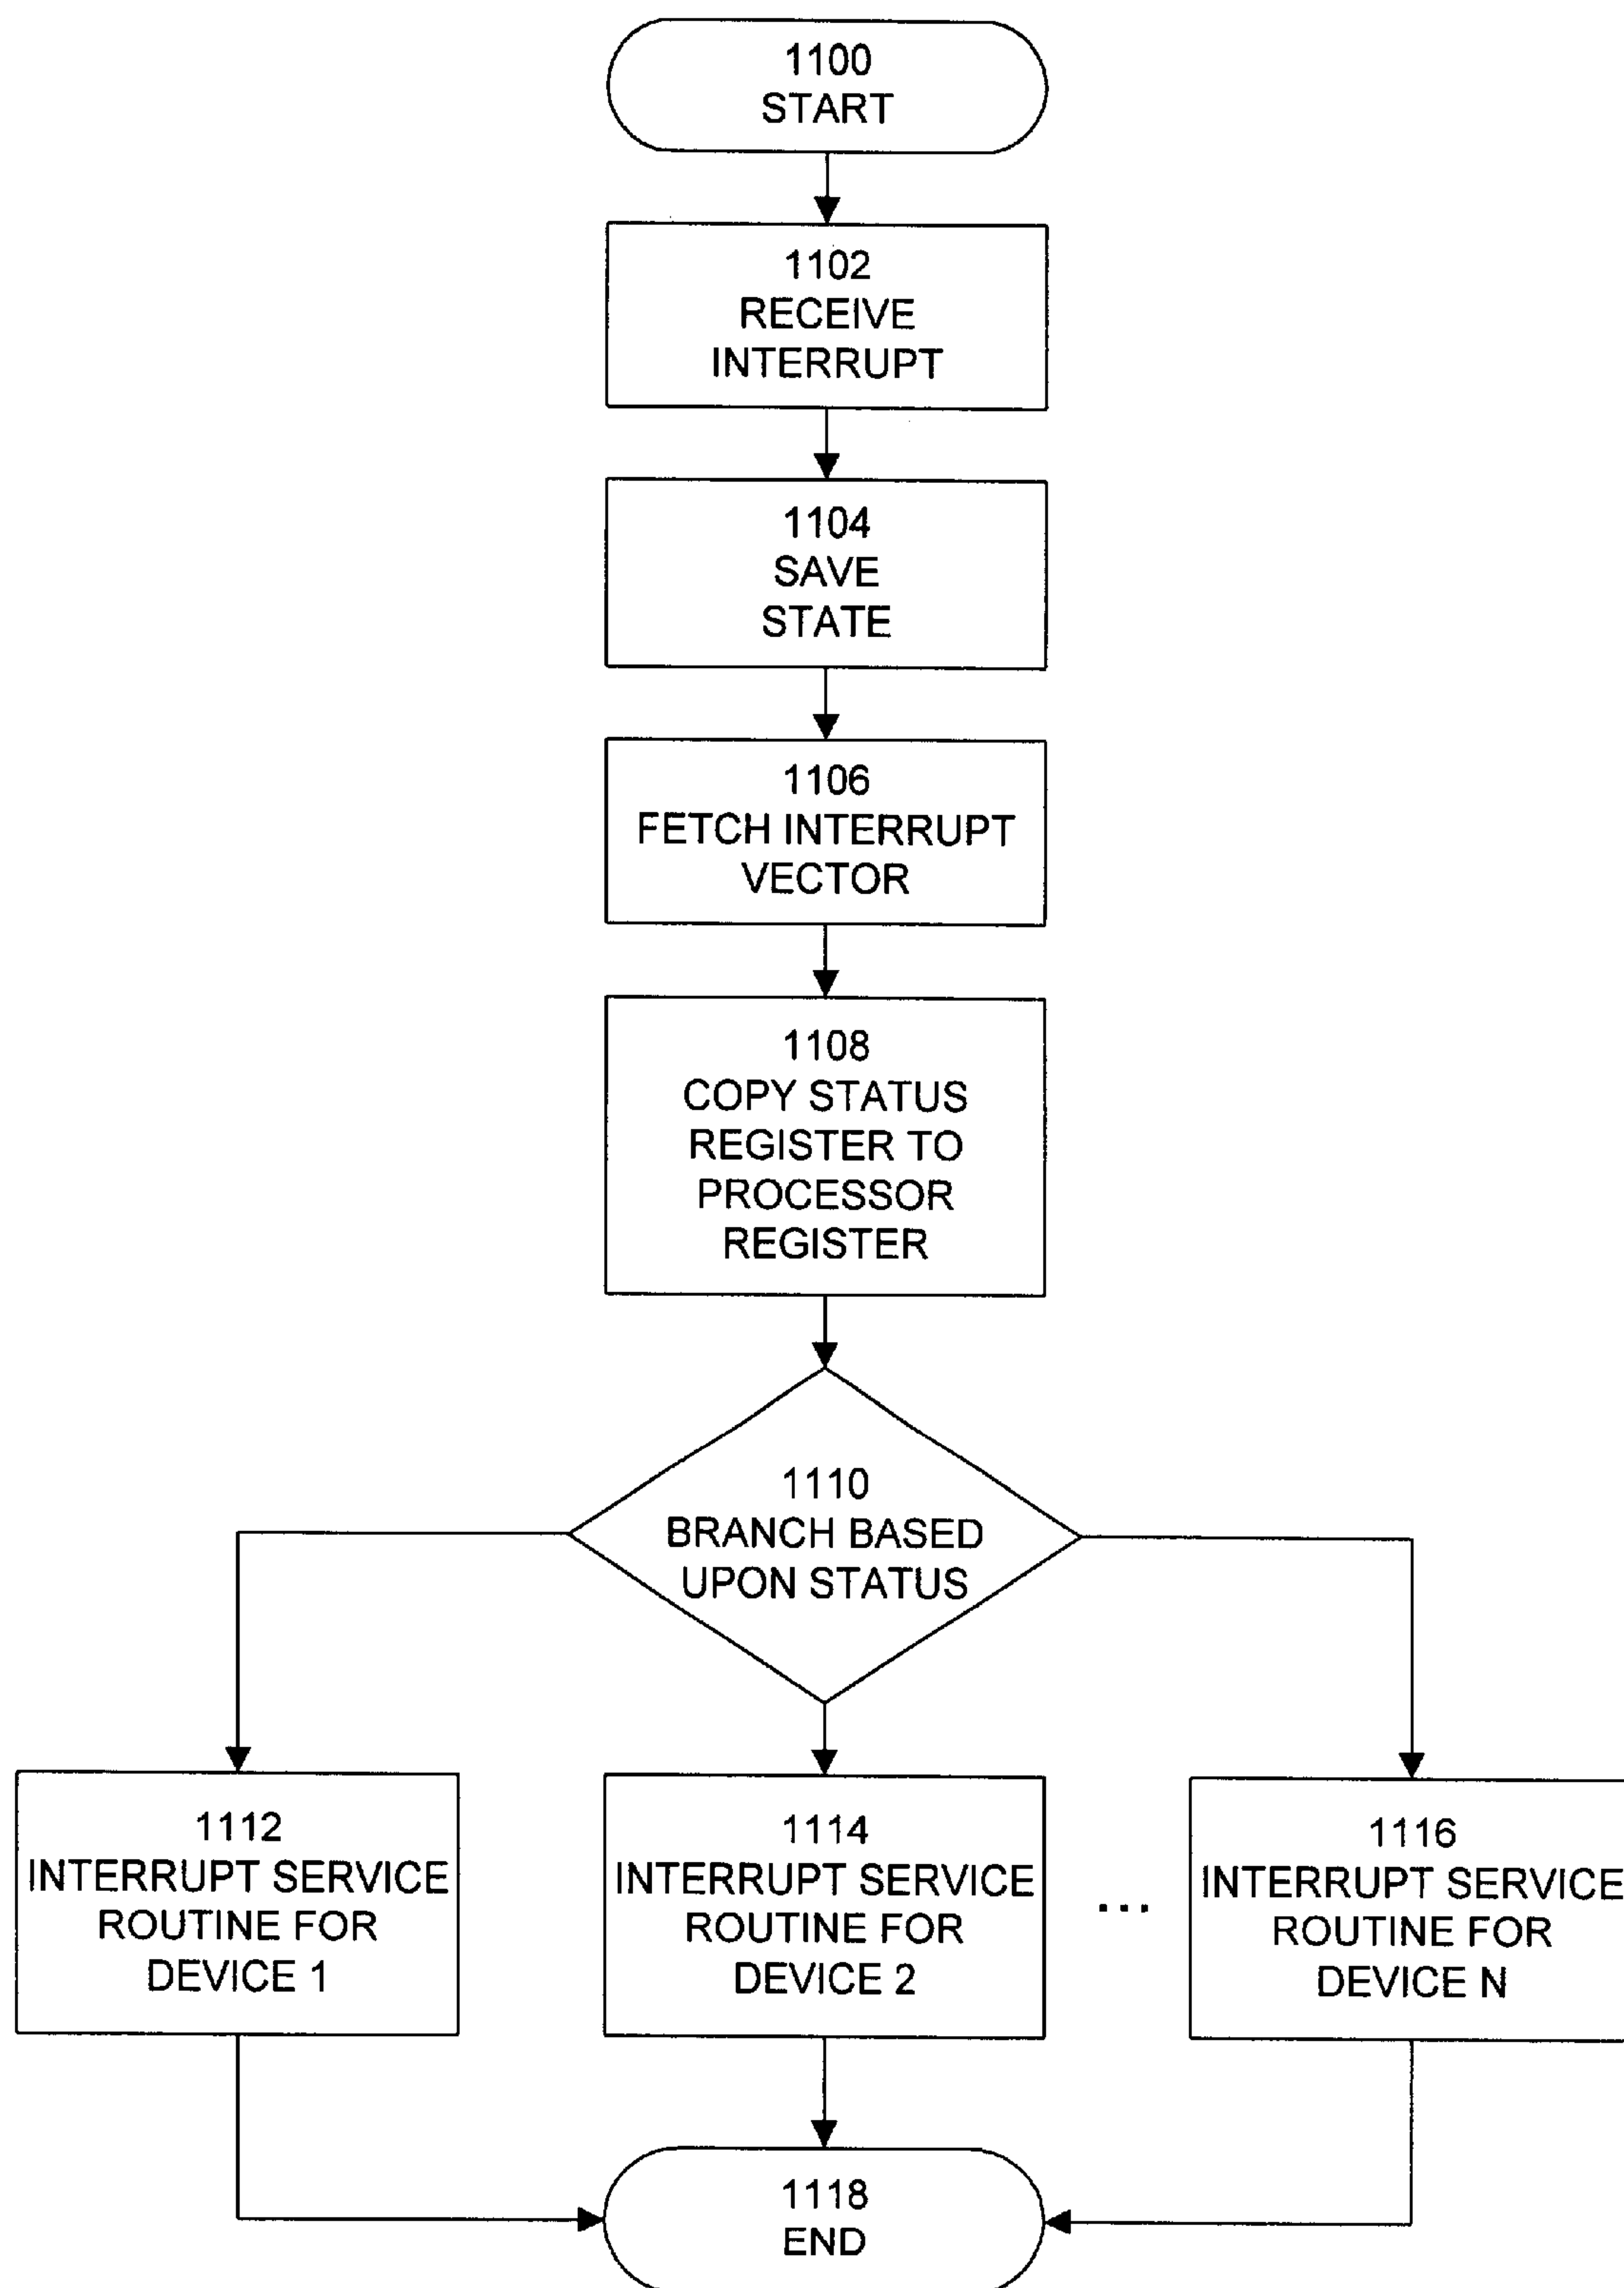 1100
START
1102
RECEIVE
INTERRUPT
1104
SAVE
STATE
1106
FETCH INTERRUPT
VECTOR
1108
COPY STATUS
REGISTER TO
PROCESSOR
REGISTER
1110
BRANCH BASED
UPON STATUS
1112
INTERRUPT SERVICE
ROUTINE FOR
DEVICE 1
1114
INTERRUPT SERVICE
ROUTINE FOR
DEVICE 2
...
1116
INTERRUPT SERVICE
ROUTINE FOR
DEVICE N
1118
END